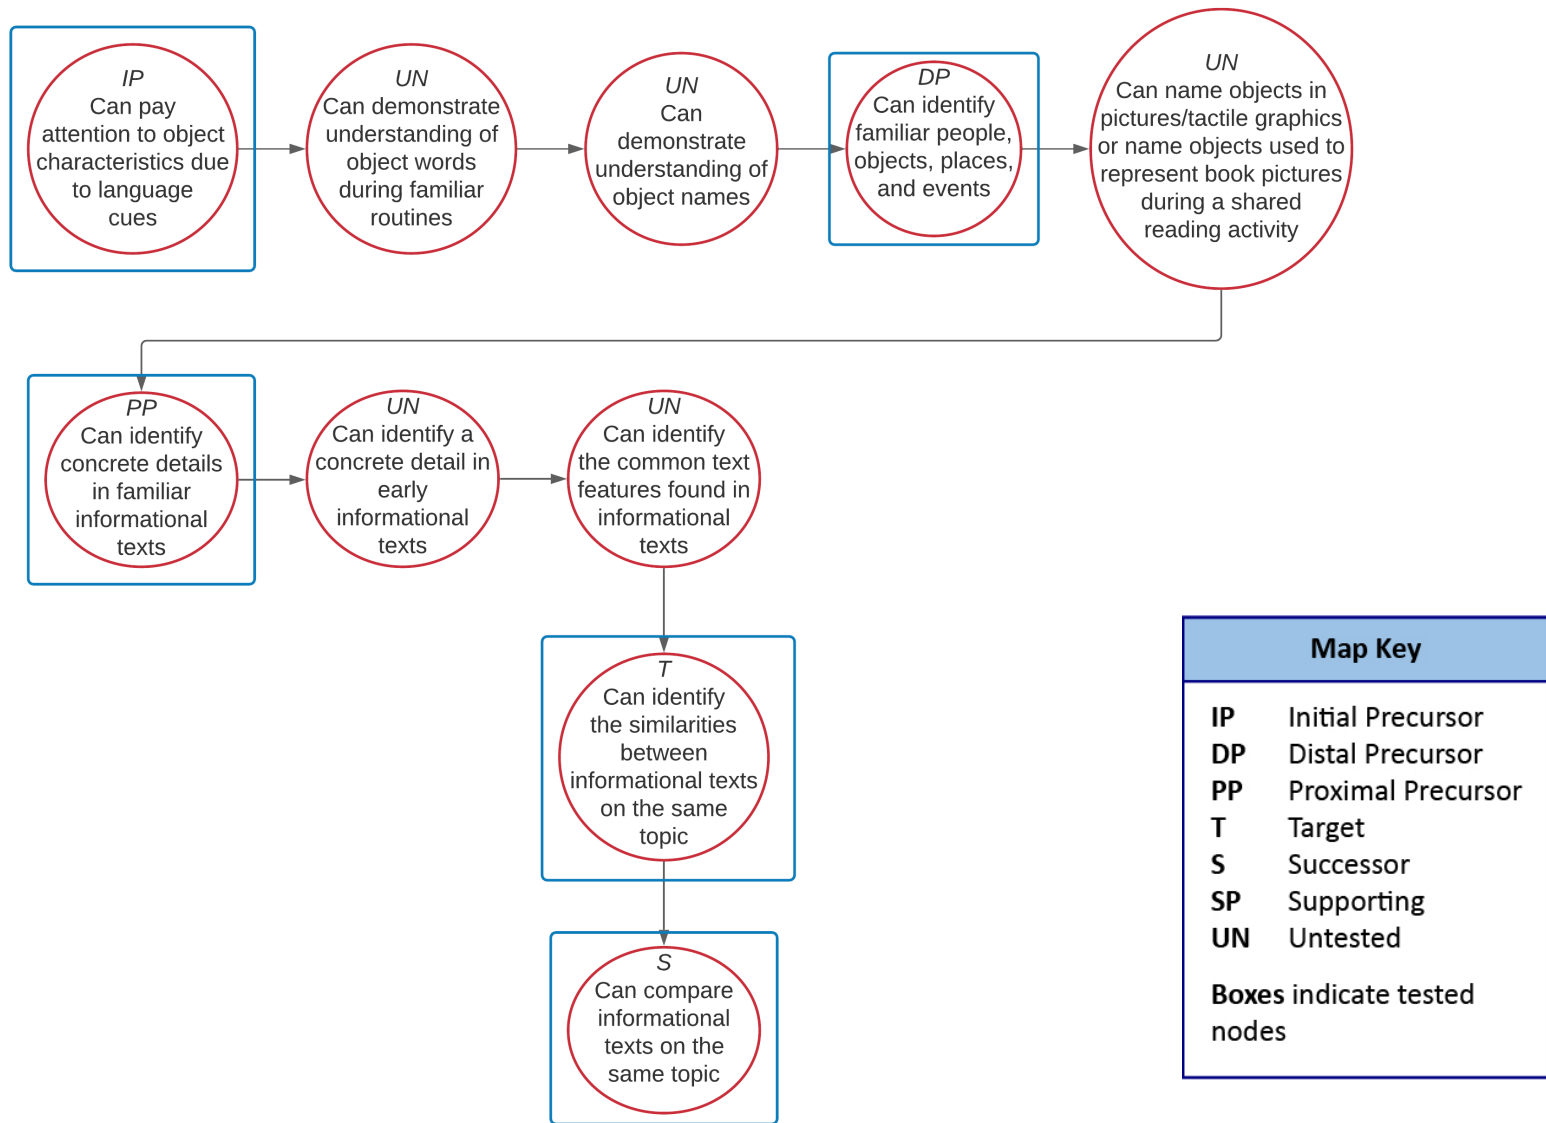 IP
Can pay
attention to object
characteristics due
to language
cues
UN
Can demonstrate
understanding of
object words
during familiar
routines
UN
Can
demonstrate
understanding of
object names
DP
Can identify
familiar people,
objects, places,
and events
UN
Can name objects in
pictures/tactile graphics
or name objects used to
represent book pictures
during a shared
reading activity
PP
Can identify
concrete details
in familiar
informational
texts
UN
Can identify a
concrete detail in
early
informational
texts
UN
Can identify
the common text
features found in
informational
texts
T
Can identify
the similarities
between
informational texts
on the same
topic
S
Can compare
informational
texts on the
same topic
Map Key
IP Initial Precursor
DP Distal Precursor
PP Proximal Precursor
T Target
S Successor
SP Supporting
UN Untested
Boxes indicate tested
nodes